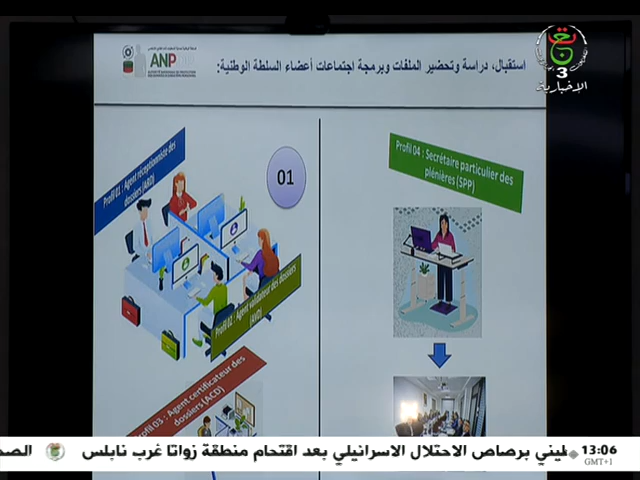 استقبال، دراسة وتحضير الملفات وبرمجة اجتماعات أعضاء السلطة الوطنية:
ANP
3
الإخبارية
01
Profil 01 : Agent réceptionniste des
dossiers (ARD)
Profil 02 : Agent validateur des dossiers
(AVD)
Profil 03 : Agent certificateur des
dossiers (ACD)
Profil 04 : Secrétaire particulier des
plénières (SPP)
ليني برصاص الاحتلال الاسرائيلي بعد اقتحام منطقة زواتا غرب نابلس
الصح
13:06
GMT+1